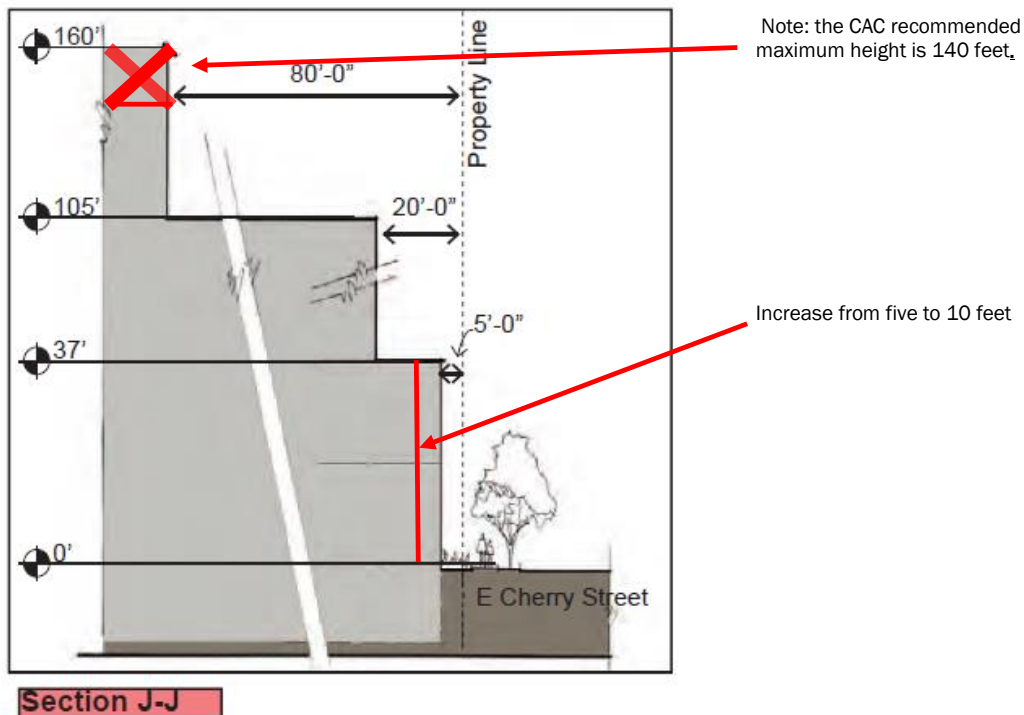 Note: the CAC recommended
maximum height is 140 feet.
160'
80'-0"
Property Line
105'
20'-0"
5'-0"
Increase from five to 10 feet
37'
0'
E Cherry Street
Section J-J